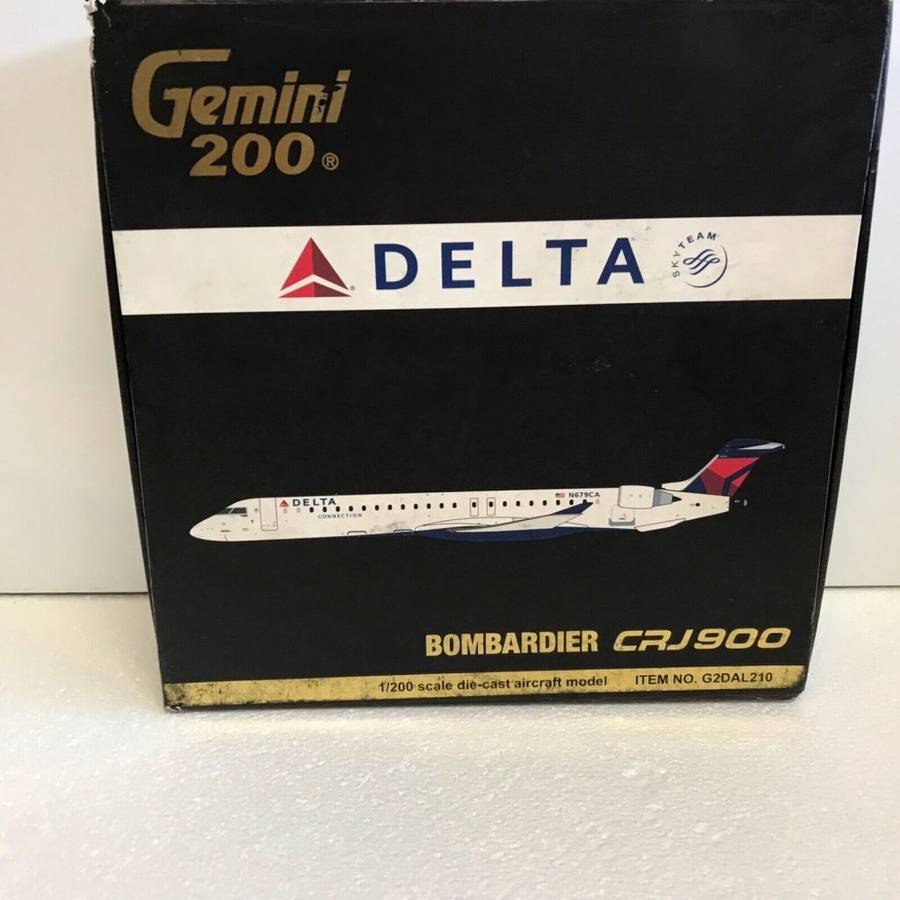 Gemini
200®
DELTA SKYTEAM
DELTA
CONNECTION
N679CA
BOMBARDIER CRJ900
1/200 scale die-cast aircraft model ITEM NO. G2DAL210